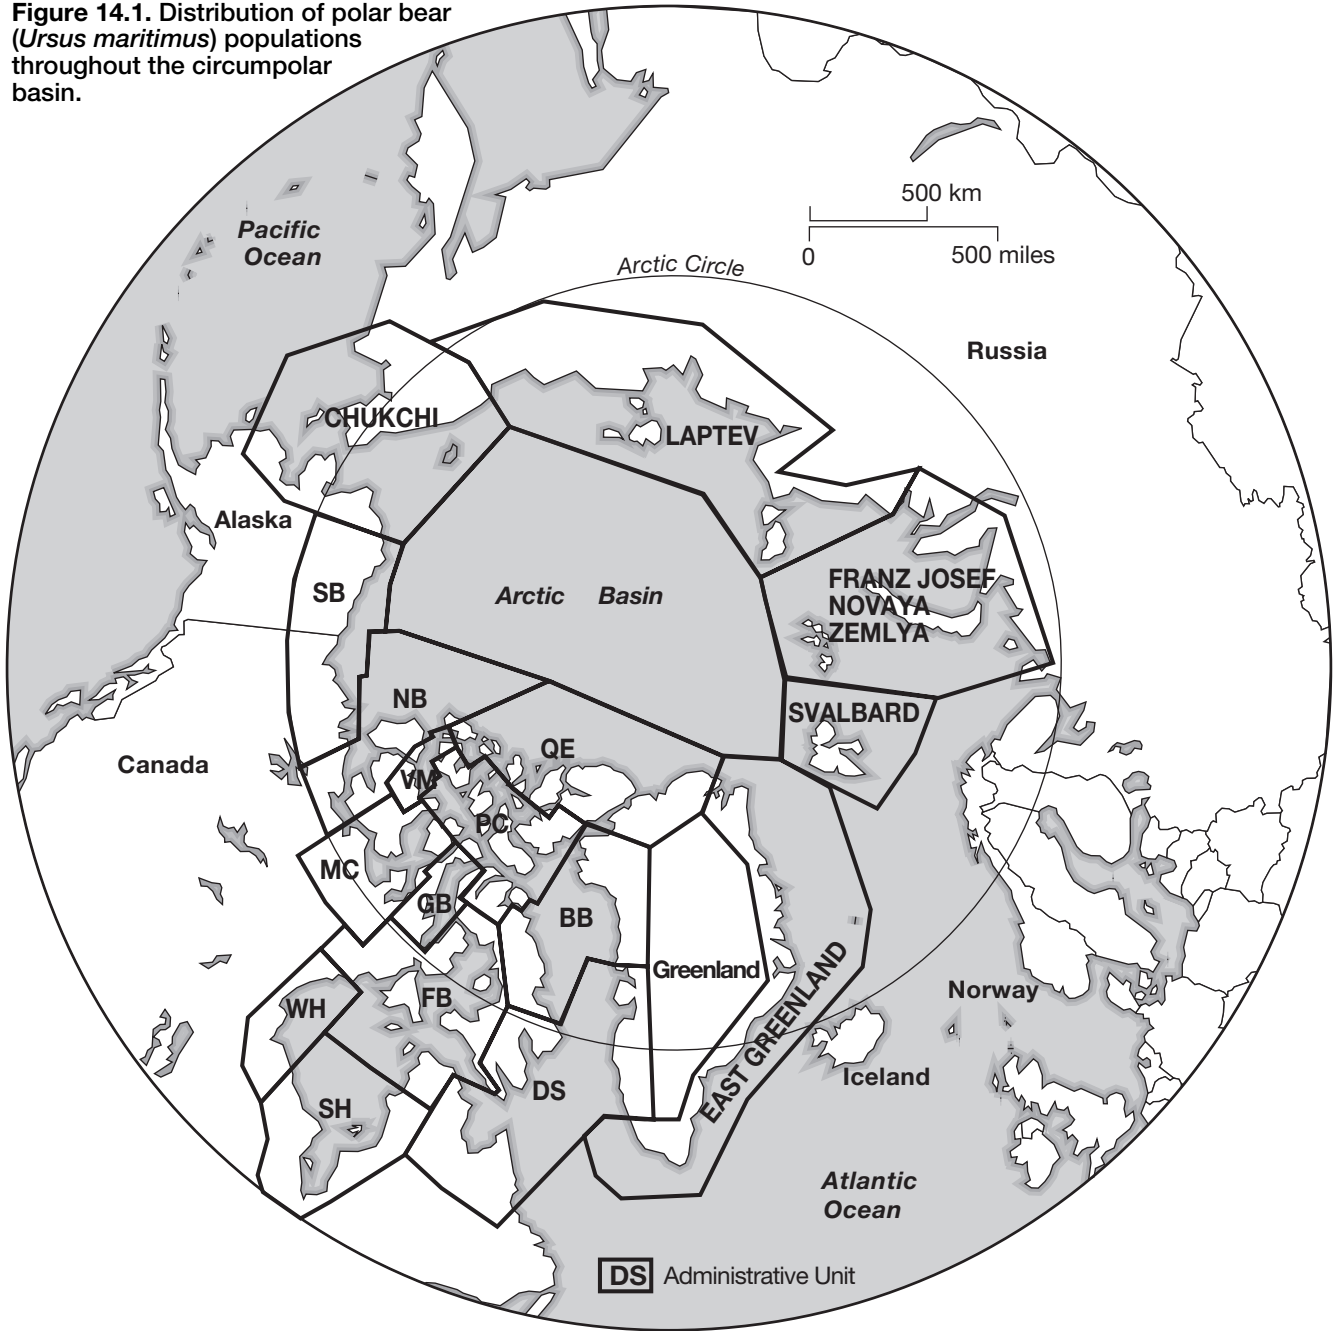 Figure 14.1. Distribution of polar bear
(Ursus maritimus) populations
throughout the circumpolar
basin.
500 km
0
500 miles
Pacific
Ocean
Arctic Circle
Russia
CHUKCHI
LAPTEV
Alaska
SB
Arctic Basin
FRANZ JOSEF
NOVAYA
ZEMLYA
NB
SVALBARD
Canada
QE
VM
PC
MC
GB
BB
Greenland
EAST GREENLAND
WH
FB
Norway
Iceland
SH
DS
Atlantic
Ocean
DS Administrative Unit